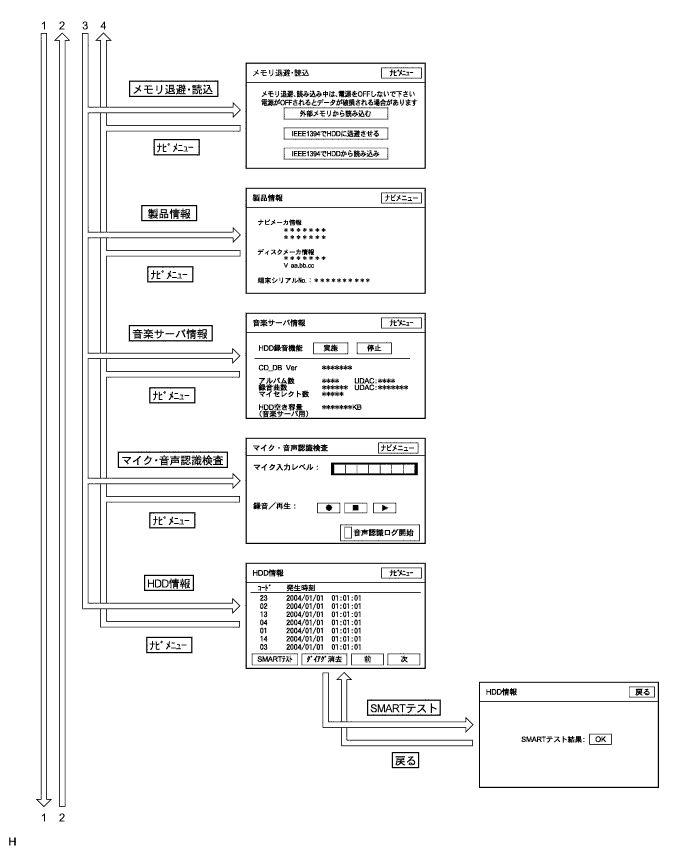 1 2 3 4
メモリ退避・読込
ナビメニュー
メモリ退避・読込 ナビメニュー
メモリ退避、読み込み中は、電源をOFFしないで下さい
電源がOFFされるとデータが破損される場合があります
外部メモリから読み込む
IEEE1394でHDDに退避させる
IEEE1394でHDDから読み込み
製品情報
ナビメニュー
製品情報 ナビメニュー
ナビメーカ情報
*******
*******
ディスクメーカ情報
*******
V aa.bb.cc
端末シリアルNo.:**********
音楽サーバ情報
ナビメニュー
音楽サーバ情報 ナビメニュー
HDD録音機能 実施 停止
CD_DB Ver *******
アルバム数 **** UDAC:****
録音曲数 ****** UDAC:*******
マイセレクト数 *****
HDD空き容量 *******KB
(音楽サーバ用)
マイク・音声認識検査
ナビメニュー
マイク・音声認識検査 ナビメニュー
マイク入力レベル:
録音/再生: ● ■ ▶
音声認識ログ開始
HDD情報
ナビメニュー
HDD情報 ナビメニュー
コード 発生時刻
23 2004/01/01 01:01:01
02 2004/01/01 01:01:01
13 2004/01/01 01:01:01
04 2004/01/01 01:01:01
01 2004/01/01 01:01:01
14 2004/01/01 01:01:01
03 2004/01/01 01:01:01
SMARTテスト ダイアグ消去 前 次
SMARTテスト
戻る
HDD情報 戻る
SMARTテスト結果: OK
1 2
H